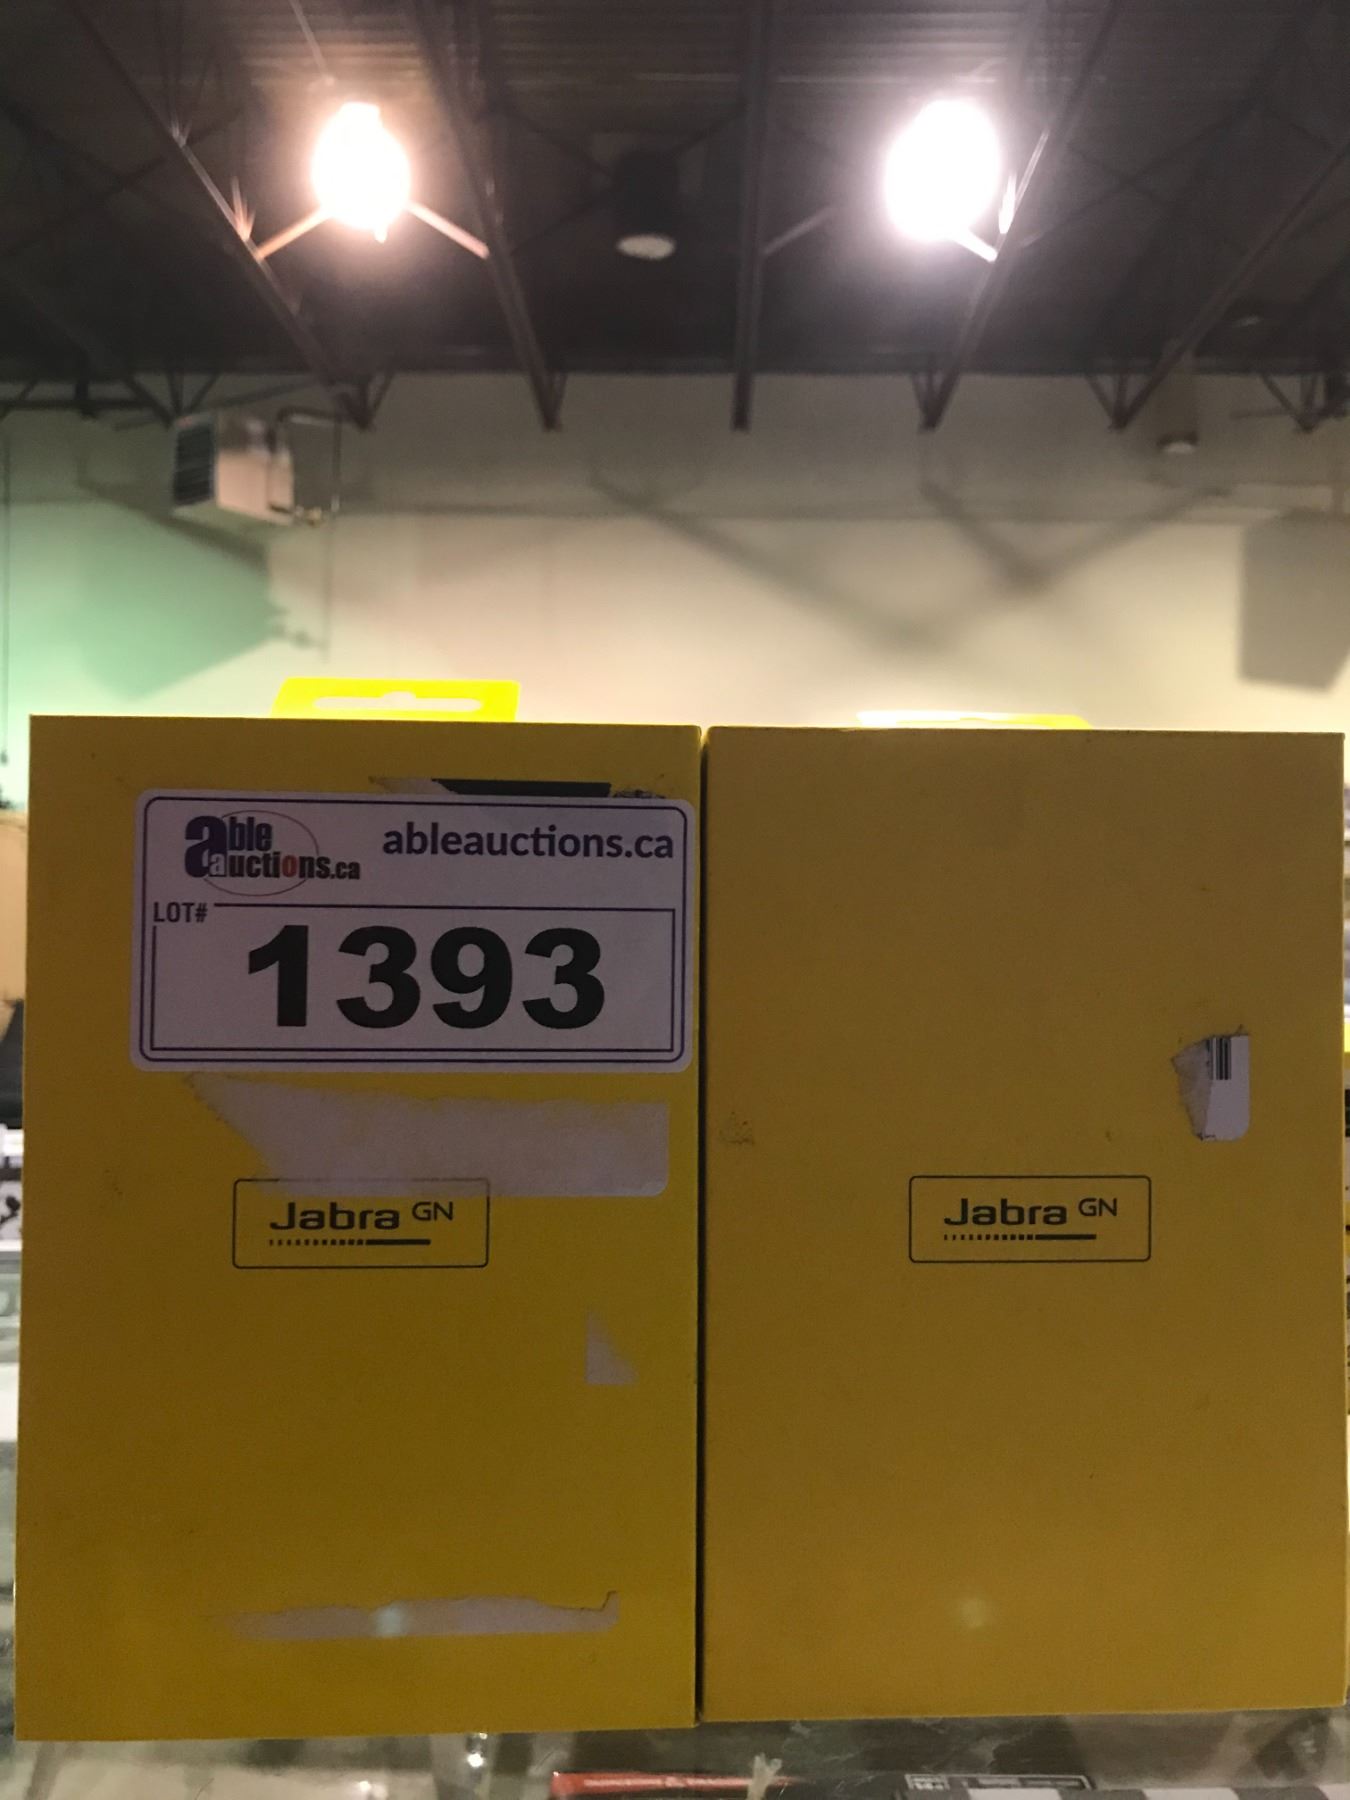 able
auctions.ca
ableauctions.ca
LOT#
1393
Jabra GN
Jabra GN